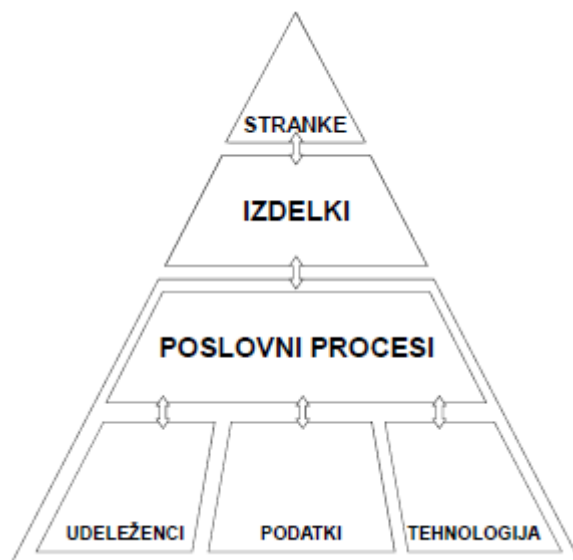 STRANKE
IZDELKI
POSLOVNI PROCESI
UDELEŽENCI
PODATKI
TEHNOLOGIJA